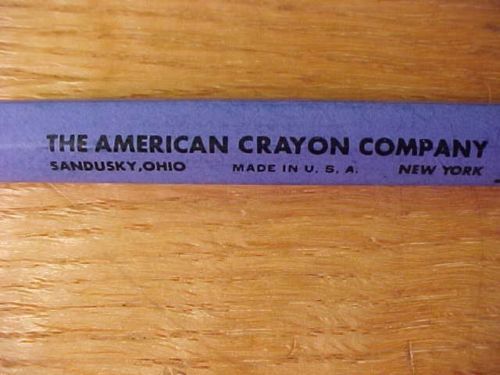 THE AMERICAN CRAYON COMPANY
SANDUSKY, OHIO MADE IN U. S. A. NEW YORK